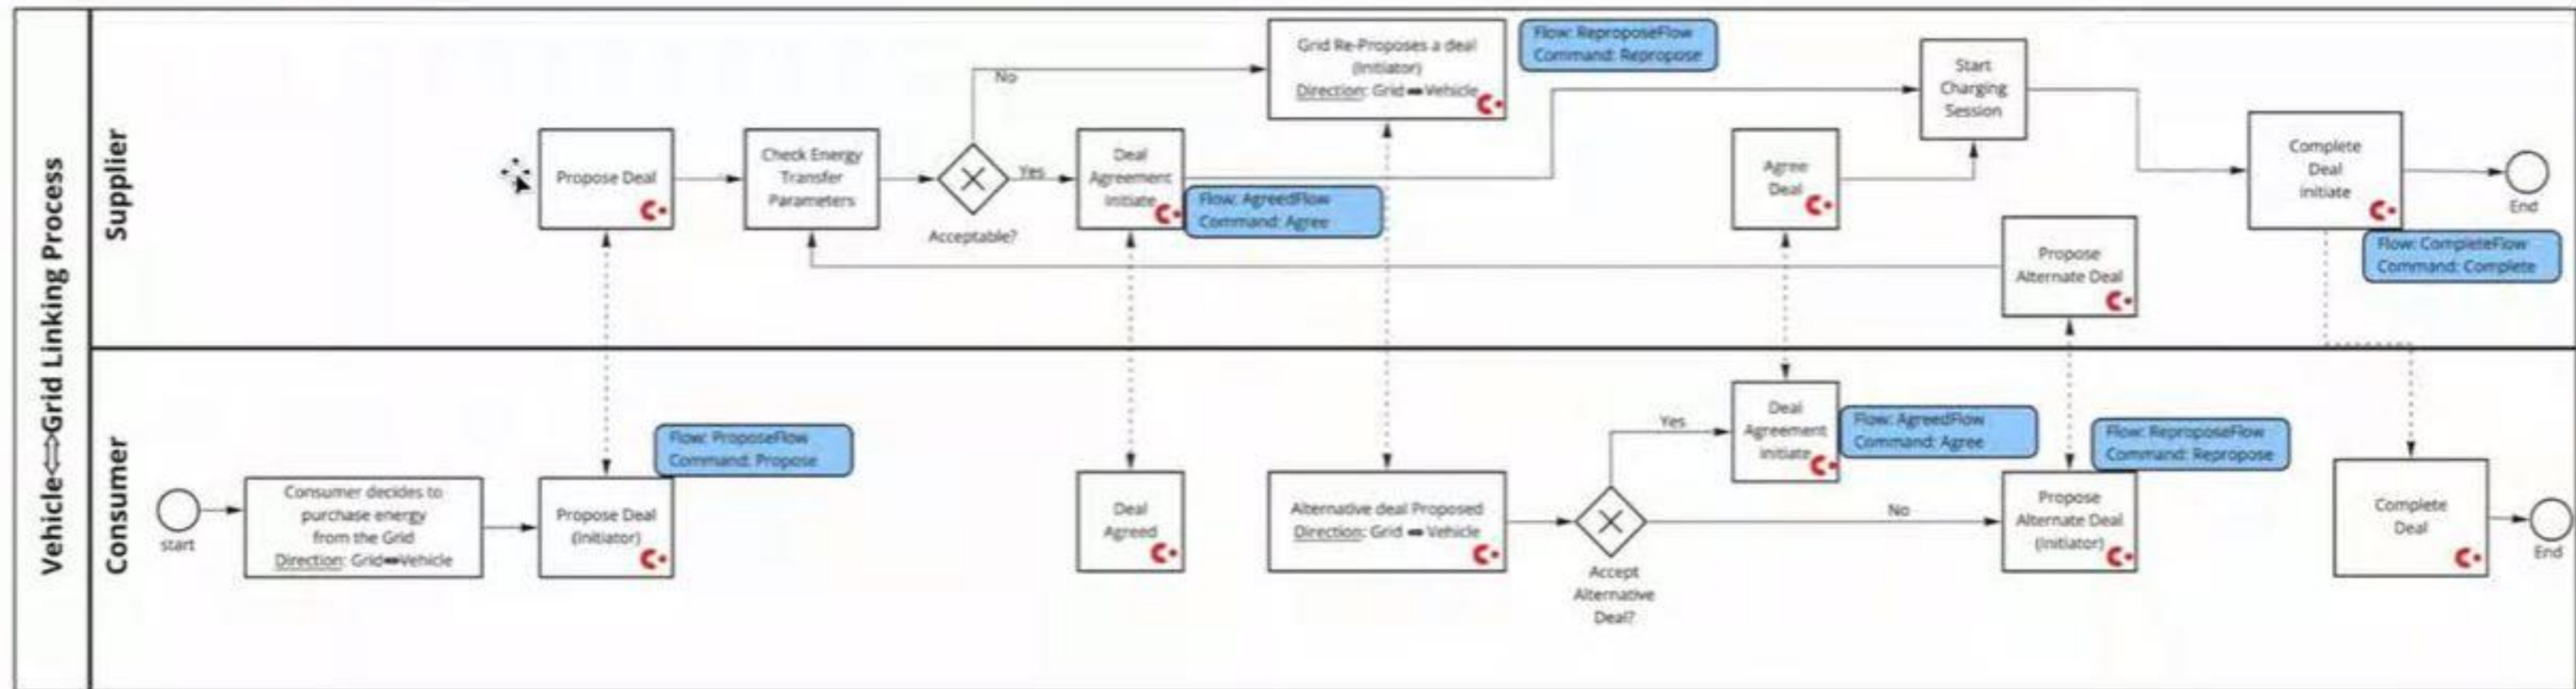 Vehicle⇔Grid Linking Process
Supplier
Propose Deal
Check Energy
Transfer
Parameters
Acceptable?
No
Yes
Deal
Agreement
Initiate
Flow: AgreedFlow
Command: Agree
Grid Re-Proposes a deal
(Initiator)
Direction: Grid ➡ Vehicle
Flow: ReproposeFlow
Command: Repropose
Agree
Deal
Start
Charging
Session
Propose
Alternate Deal
Complete
Deal
initiate
Flow: CompleteFlow
Command: Complete
End
Consumer
start
Consumer decides to
purchase energy
from the Grid
Direction: Grid➡Vehicle
Propose Deal
(Initiator)
Flow: ProposeFlow
Command: Propose
Deal
Agreed
Alternative deal Proposed
Direction: Grid ➡ Vehicle
Accept
Alternative
Deal?
Yes
No
Deal
Agreement
Initiate
Flow: AgreedFlow
Command: Agree
Propose
Alternate Deal
(Initiator)
Flow: ReproposeFlow
Command: Repropose
Complete
Deal
End